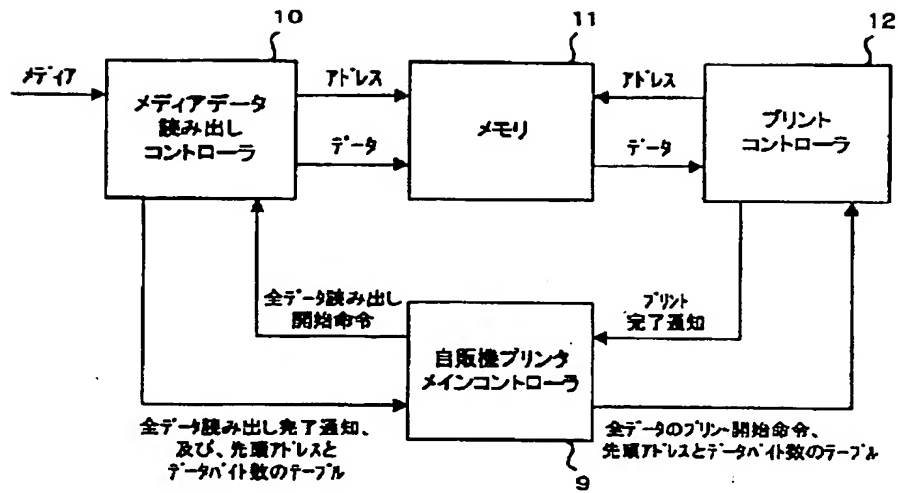 10
11
12
メディア
メディアデータ
読み出し
コントローラ
アドレス
データ
メモリ
アドレス
データ
プリント
コントローラ
全データ読み出し
開始命令
プリント
完了通知
自販機プリンタ
メインコントローラ
全データ読み出し完了通知、
及び、先頭アドレスと
データバイト数のテーブル
全データのプリント開始命令、
先頭アドレスとデータバイト数のテーブル
9